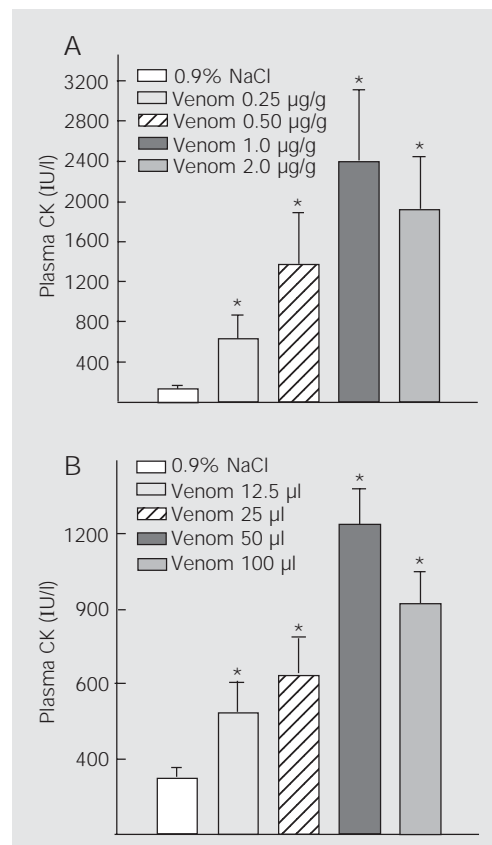 A
Plasma CK (IU/l)
3200
2800
2400
2000
1600
1200
800
400
0.9% NaCl
Venom 0.25 µg/g
Venom 0.50 µg/g
Venom 1.0 µg/g
Venom 2.0 µg/g
*
*
*
*
B
Plasma CK (IU/l)
1200
900
600
400
0.9% NaCl
Venom 12.5 µl
Venom 25 µl
Venom 50 µl
Venom 100 µl
*
*
*
*